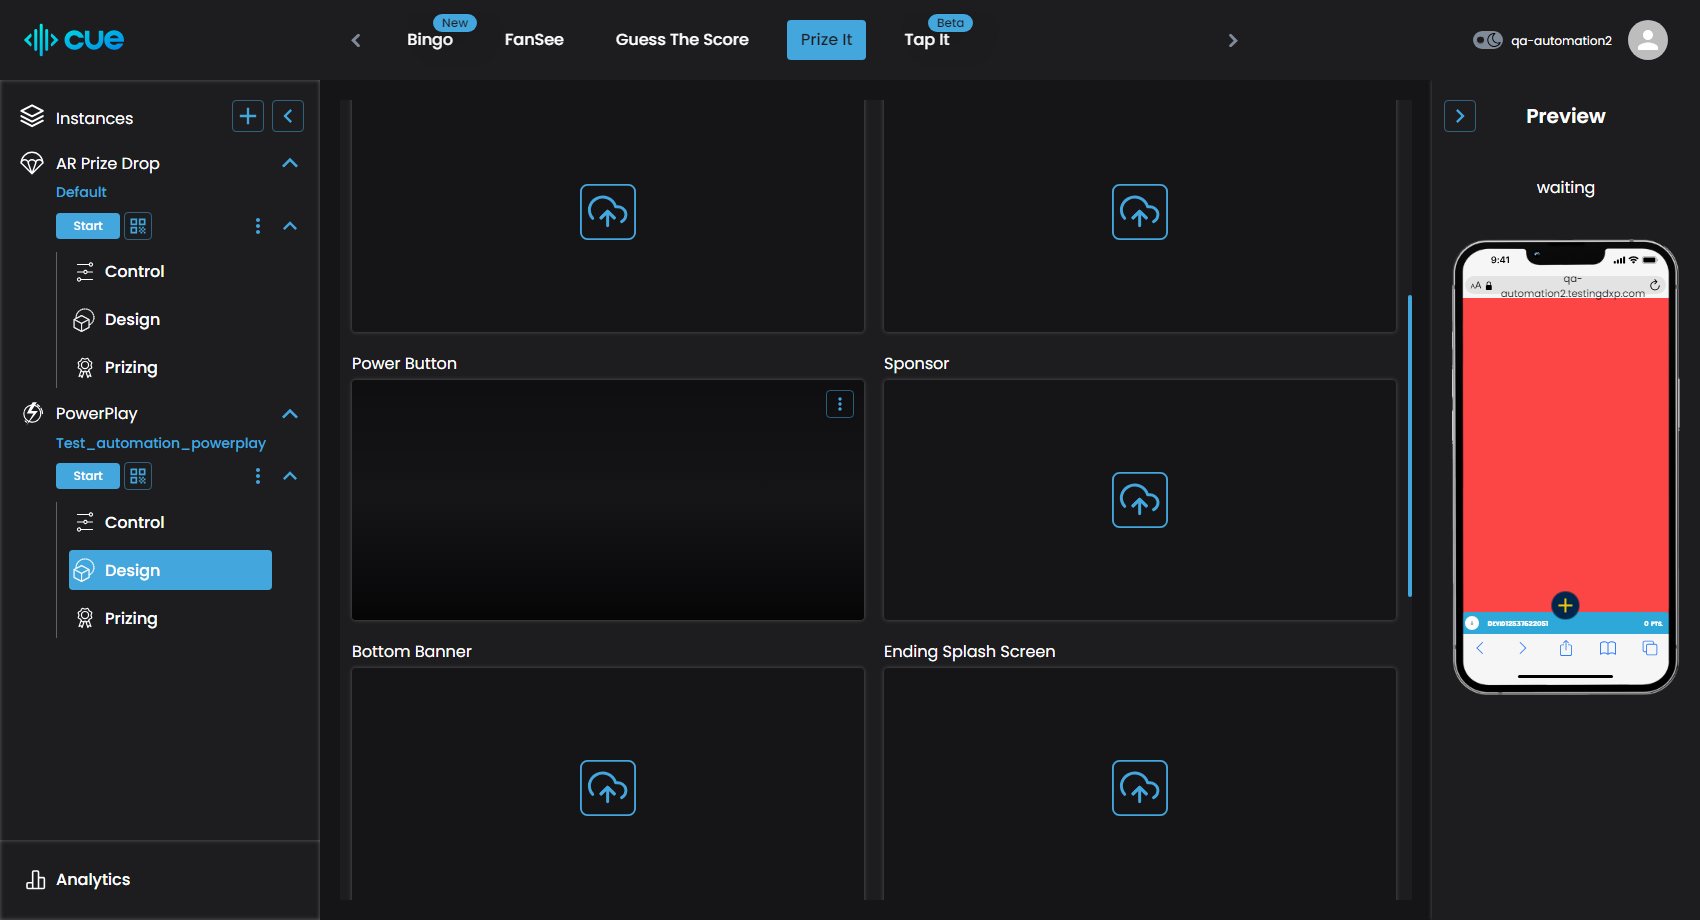 cue
Bingo
New
FanSee
Guess The Score
Prize It
Tap It
Beta
qa-automation2
Instances
AR Prize Drop
Default
Start
Control
Design
Prizing
PowerPlay
Test_automation_powerplay
Start
Control
Design
Prizing
Analytics
Power Button
Sponsor
Bottom Banner
Ending Splash Screen
Preview
waiting
9:41
AA
qa-
automation2.testingdxp.com
DEVID12537622051
0 PTS.